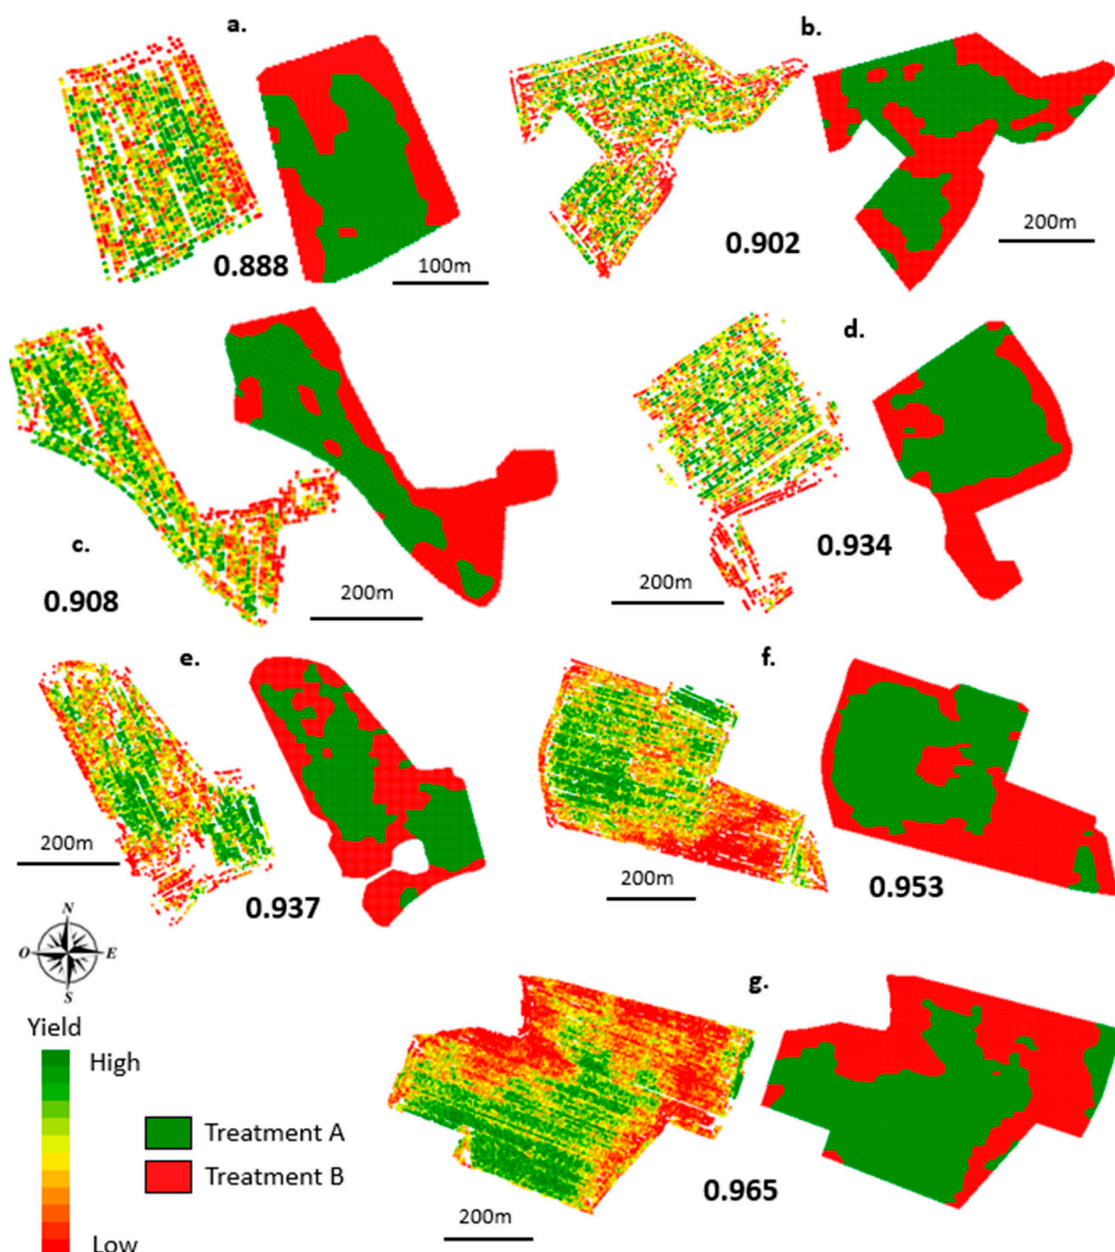 a.
b.
0.888
100m
0.902
200m
d.
c.
0.908
200m
200m
0.934
e.
f.
200m
0.937
200m
0.953
N
O E
S
g.
Yield
High
Low
Treatment A
Treatment B
200m
0.965